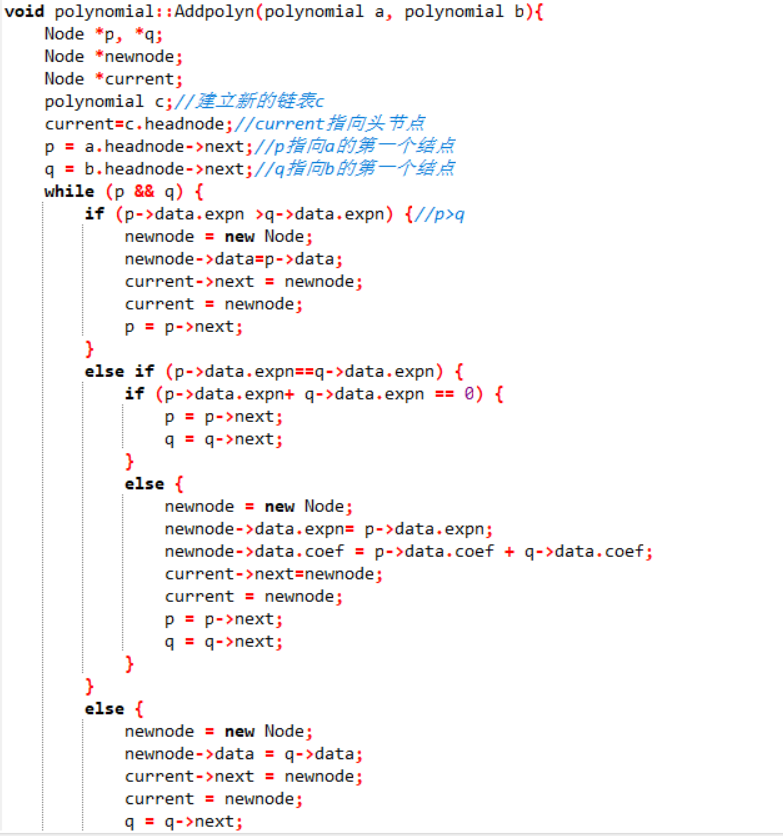 void polynomial::Addpolyn(polynomial a, polynomial b){
    Node *p, *q;
    Node *newnode;
    Node *current;
    polynomial c;//建立新的链表c
    current=c.headnode;//current指向头节点
    p = a.headnode->next;//p指向a的第一个结点
    q = b.headnode->next;//q指向b的第一个结点
    while (p && q) {
        if (p->data.expn >q->data.expn) {//p>q
            newnode = new Node;
            newnode->data=p->data;
            current->next = newnode;
            current = newnode;
            p = p->next;
        }
        else if (p->data.expn==q->data.expn) {
            if (p->data.expn+ q->data.expn == 0) {
                p = p->next;
                q = q->next;
            }
            else {
                newnode = new Node;
                newnode->data.expn= p->data.expn;
                newnode->data.coef = p->data.coef + q->data.coef;
                current->next=newnode;
                current = newnode;
                p = p->next;
                q = q->next;
            }
        }
        else {
            newnode = new Node;
            newnode->data = q->data;
            current->next = newnode;
            current = newnode;
            q = q->next;